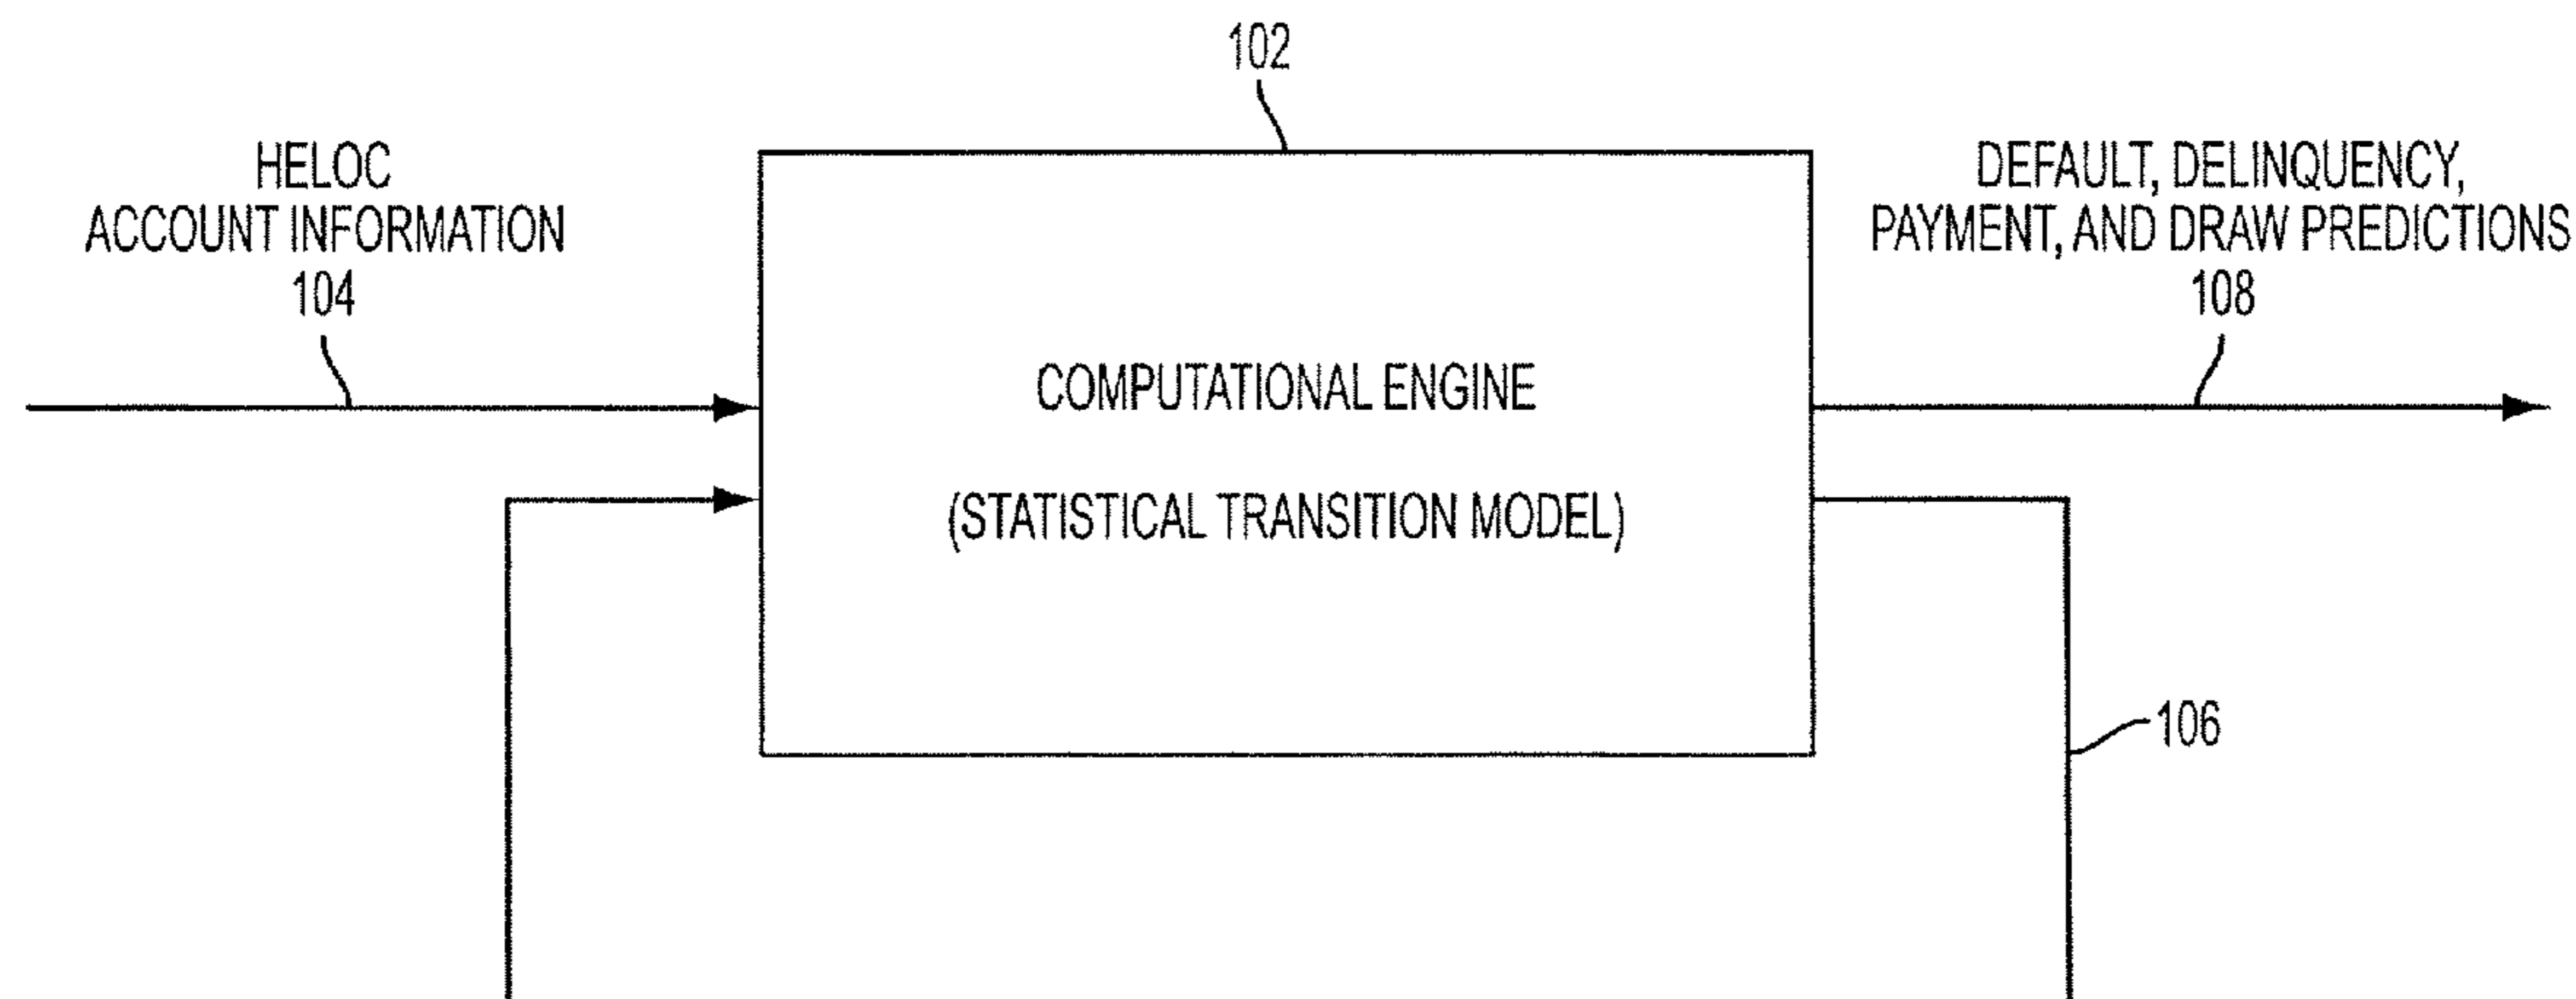 102
HELOC
ACCOUNT INFORMATION
104
DEFAULT, DELINQUENCY,
PAYMENT, AND DRAW PREDICTIONS
108
COMPUTATIONAL ENGINE
(STATISTICAL TRANSITION MODEL)
106